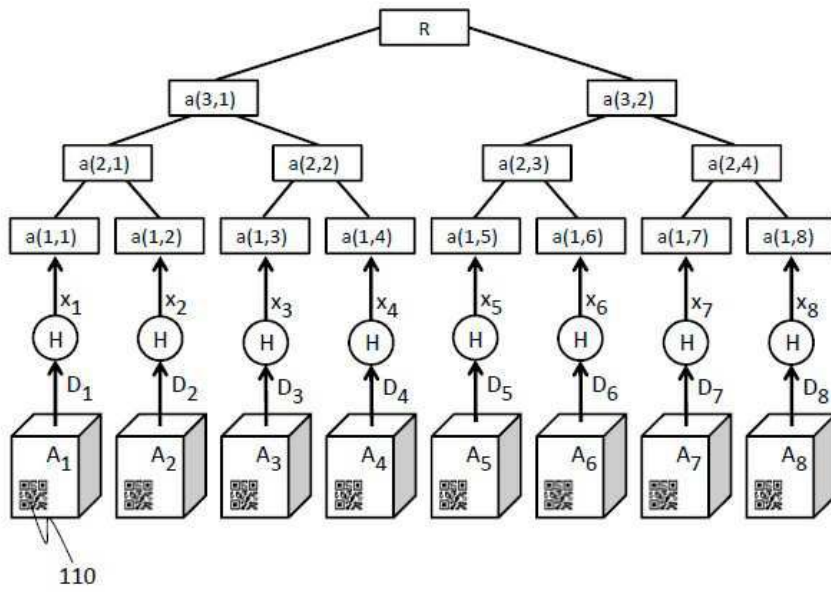 R
a(3,1) a(3,2)
a(2,1) a(2,2) a(2,3) a(2,4)
a(1,1) a(1,2) a(1,3) a(1,4) a(1,5) a(1,6) a(1,7) a(1,8)
x1 x2 x3 x4 x5 x6 x7 x8
H H H H H H H H
D1 D2 D3 D4 D5 D6 D7 D8
A1 A2 A3 A4 A5 A6 A7 A8
110